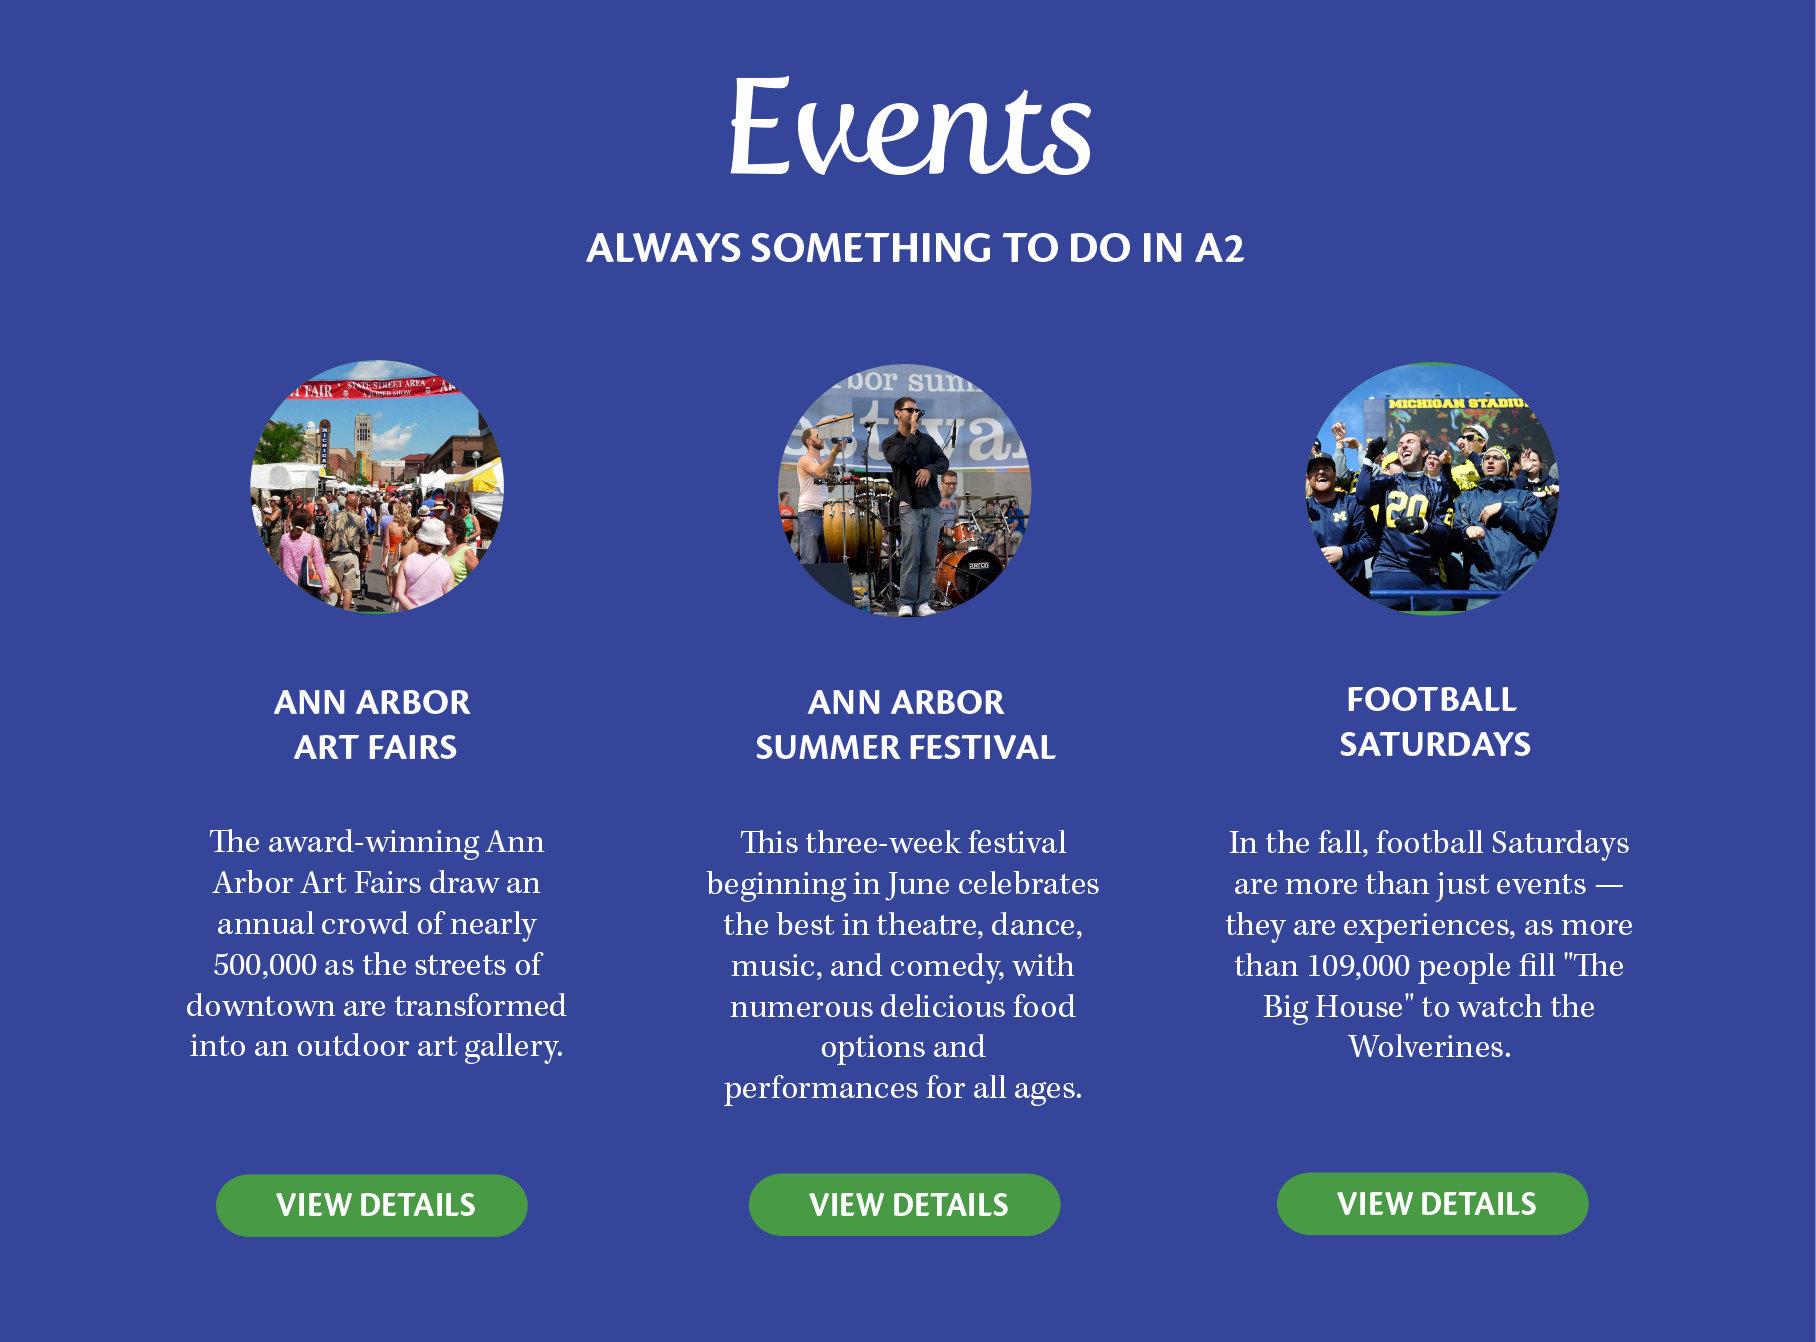 Events
ALWAYS SOMETHING TO DO IN A2
T FAIR
STATE STREET AREA
A JURIED SHOW
MICHIGAN
bor sum
estiva
MICHIGAN STADIU
M
20
ANN ARBOR
ART FAIRS
ANN ARBOR
SUMMER FESTIVAL
FOOTBALL
SATURDAYS
The award-winning Ann
Arbor Art Fairs draw an
annual crowd of nearly
500,000 as the streets of
downtown are transformed
into an outdoor art gallery.
This three-week festival
beginning in June celebrates
the best in theatre, dance,
music, and comedy, with
numerous delicious food
options and
performances for all ages.
In the fall, football Saturdays
are more than just events —
they are experiences, as more
than 109,000 people fill "The
Big House" to watch the
Wolverines.
VIEW DETAILS
VIEW DETAILS
VIEW DETAILS